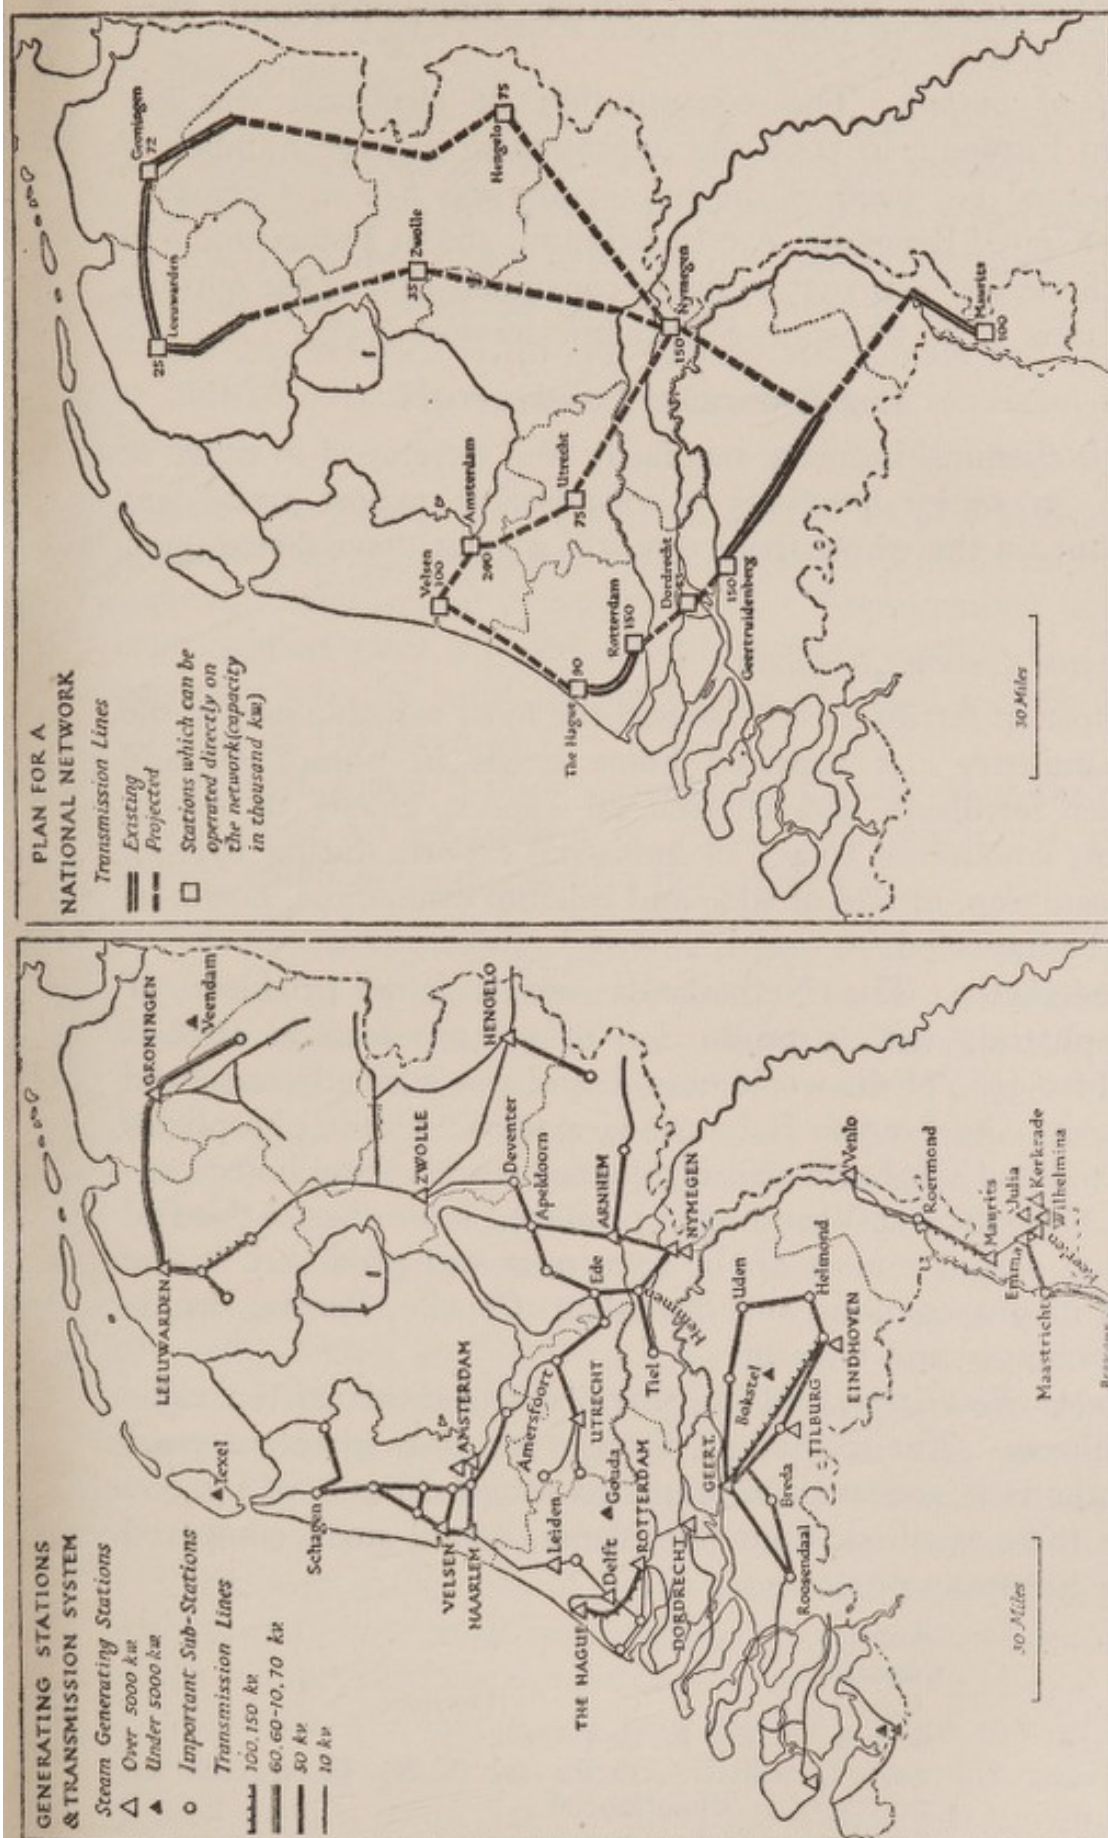 GENERATING STATIONS
& TRANSMISSION SYSTEM
Steam Generating Stations
Over 5000 kw
Under 5000 kw
Important Sub-Stations
Transmission Lines
100,150 kv.
60,60-10,70 kv.
50 kv.
10 kv.
Texel
LEEUWARDEN
GRONINGEN
Veendam
Schagen
AMSTERDAM
VELSEN
HAARLEM
ZWOLLE
HENGELO
Deventer
Apeldoorn
ARNHEM
Ede
Amersfoort
UTRECHT
Leiden
Gouda
Delft
THE HAGUE
ROTTERDAM
DORDRECHT
Tiel
Hemmen
NYMEGEN
GEERT.
Uden
Bokstel
Helmond
EINDHOVEN
TILBURG
Breda
Roosendaal
Venlo
Roermond
Maurits
Julia
Kerkrade
Wilhelmina
Emma
Maastricht
30 Miles
PLAN FOR A
NATIONAL NETWORK
Transmission Lines
Existing
Projected
Stations which can be
operated directly on
the network(capacity
in thousand kw)
Groningen
72
Leeuwarden
25
Zwolle
35
Hengelo
75
Amsterdam
200
Velsen
100
Utrecht
75
The Hague
90
Rotterdam
150
Dordrecht
Geertruidenberg
150
Nymegen
150
Maurits
100
30 Miles